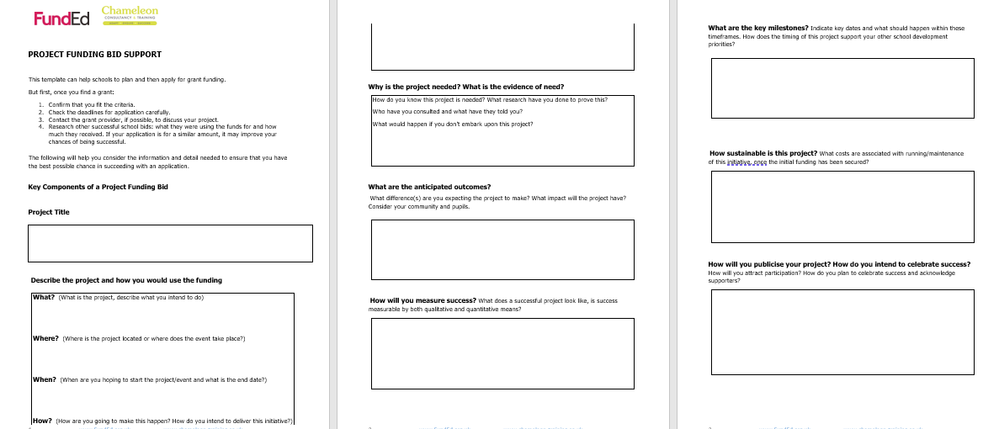 FundEd
Chameleon
CONSULTANCY & TRAINING
PROJECT FUNDING BID SUPPORT
This template can help schools to plan and then apply for grant funding.
But first, once you find a grant:
1. Confirm that you fit the criteria.
2. Check the deadlines for application carefully.
3. Contact the grant provider, if possible, to discuss your project.
4. Research other successful school bids: what they were using the funds for and how
much they received. If your application is for a similar amount, it may improve your
chances of being successful.
The following will help you consider the information and detail needed to ensure that you have
the best possible chance in succeeding with an application.
Key Components of a Project Funding Bid
Project Title
Describe the project and how you would use the funding
What? (What is the project, describe what you intend to do)
Where? (Where is the project located or where does the event take place?)
When? (When are you hoping to start the project/event and what is the end date?)
How? (How are you going to make this happen? How do you intend to deliver this initiative?)
Why is the project needed? What is the evidence of need?
How do you know this project is needed? What research have you done to prove this?
Who have you consulted and what have they told you?
What would happen if you don't embark upon this project?
What are the anticipated outcomes?
What difference(s) are you expecting the project to make? What impact will the project have?
Consider your community and pupils.
How will you measure success? What does a successful project look like, is success
measurable by both qualitative and quantitative means?
What are the key milestones? Indicate key dates and what should happen within these
timeframes. How does the timing of this project support your other school development
priorities?
How sustainable is this project? What costs are associated with running/maintenance
of this initiative, once the initial funding has been secured?
How will you publicise your project? How do you intend to celebrate success?
How will you attract participation? How do you plan to celebrate success and acknowledge
supporters?